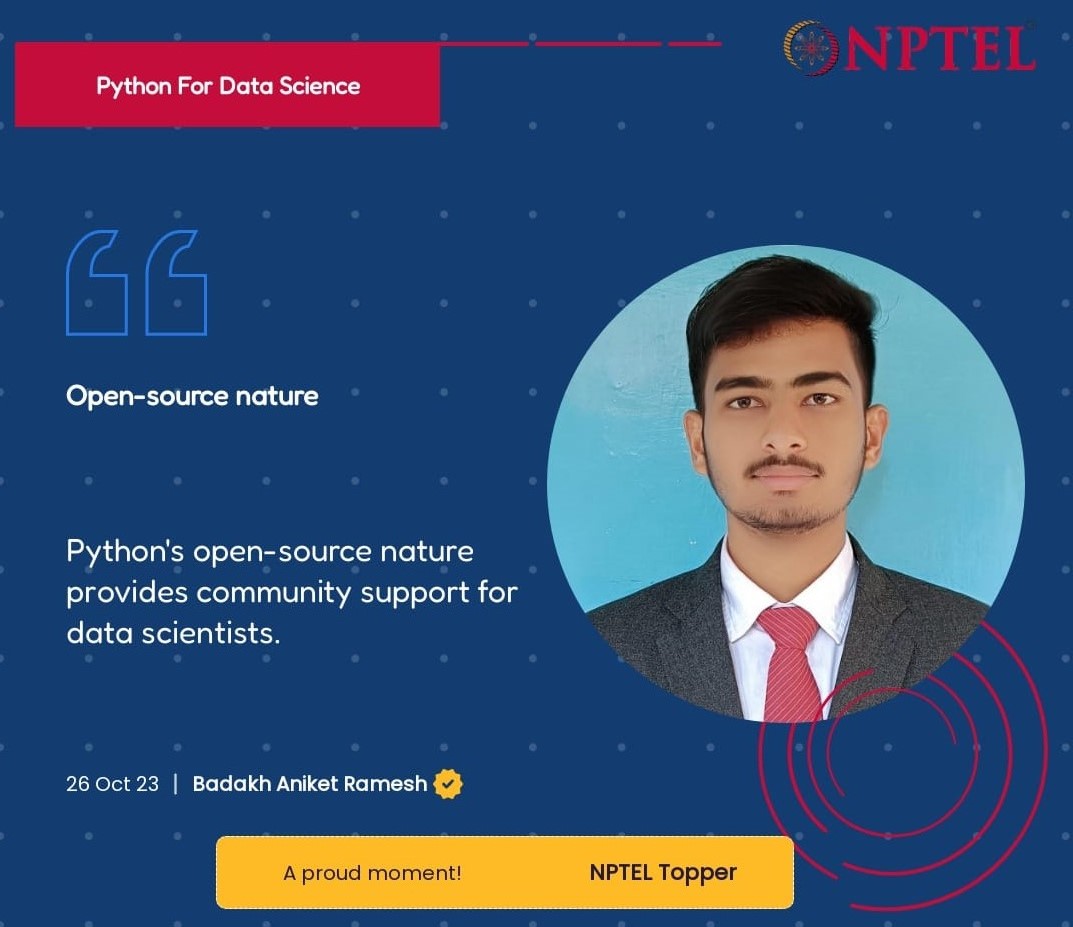 NPTEL
Python For Data Science
Open-source nature
Python's open-source nature
provides community support for
data scientists.
26 Oct 23 | Badakh Aniket Ramesh
A proud moment! NPTEL Topper